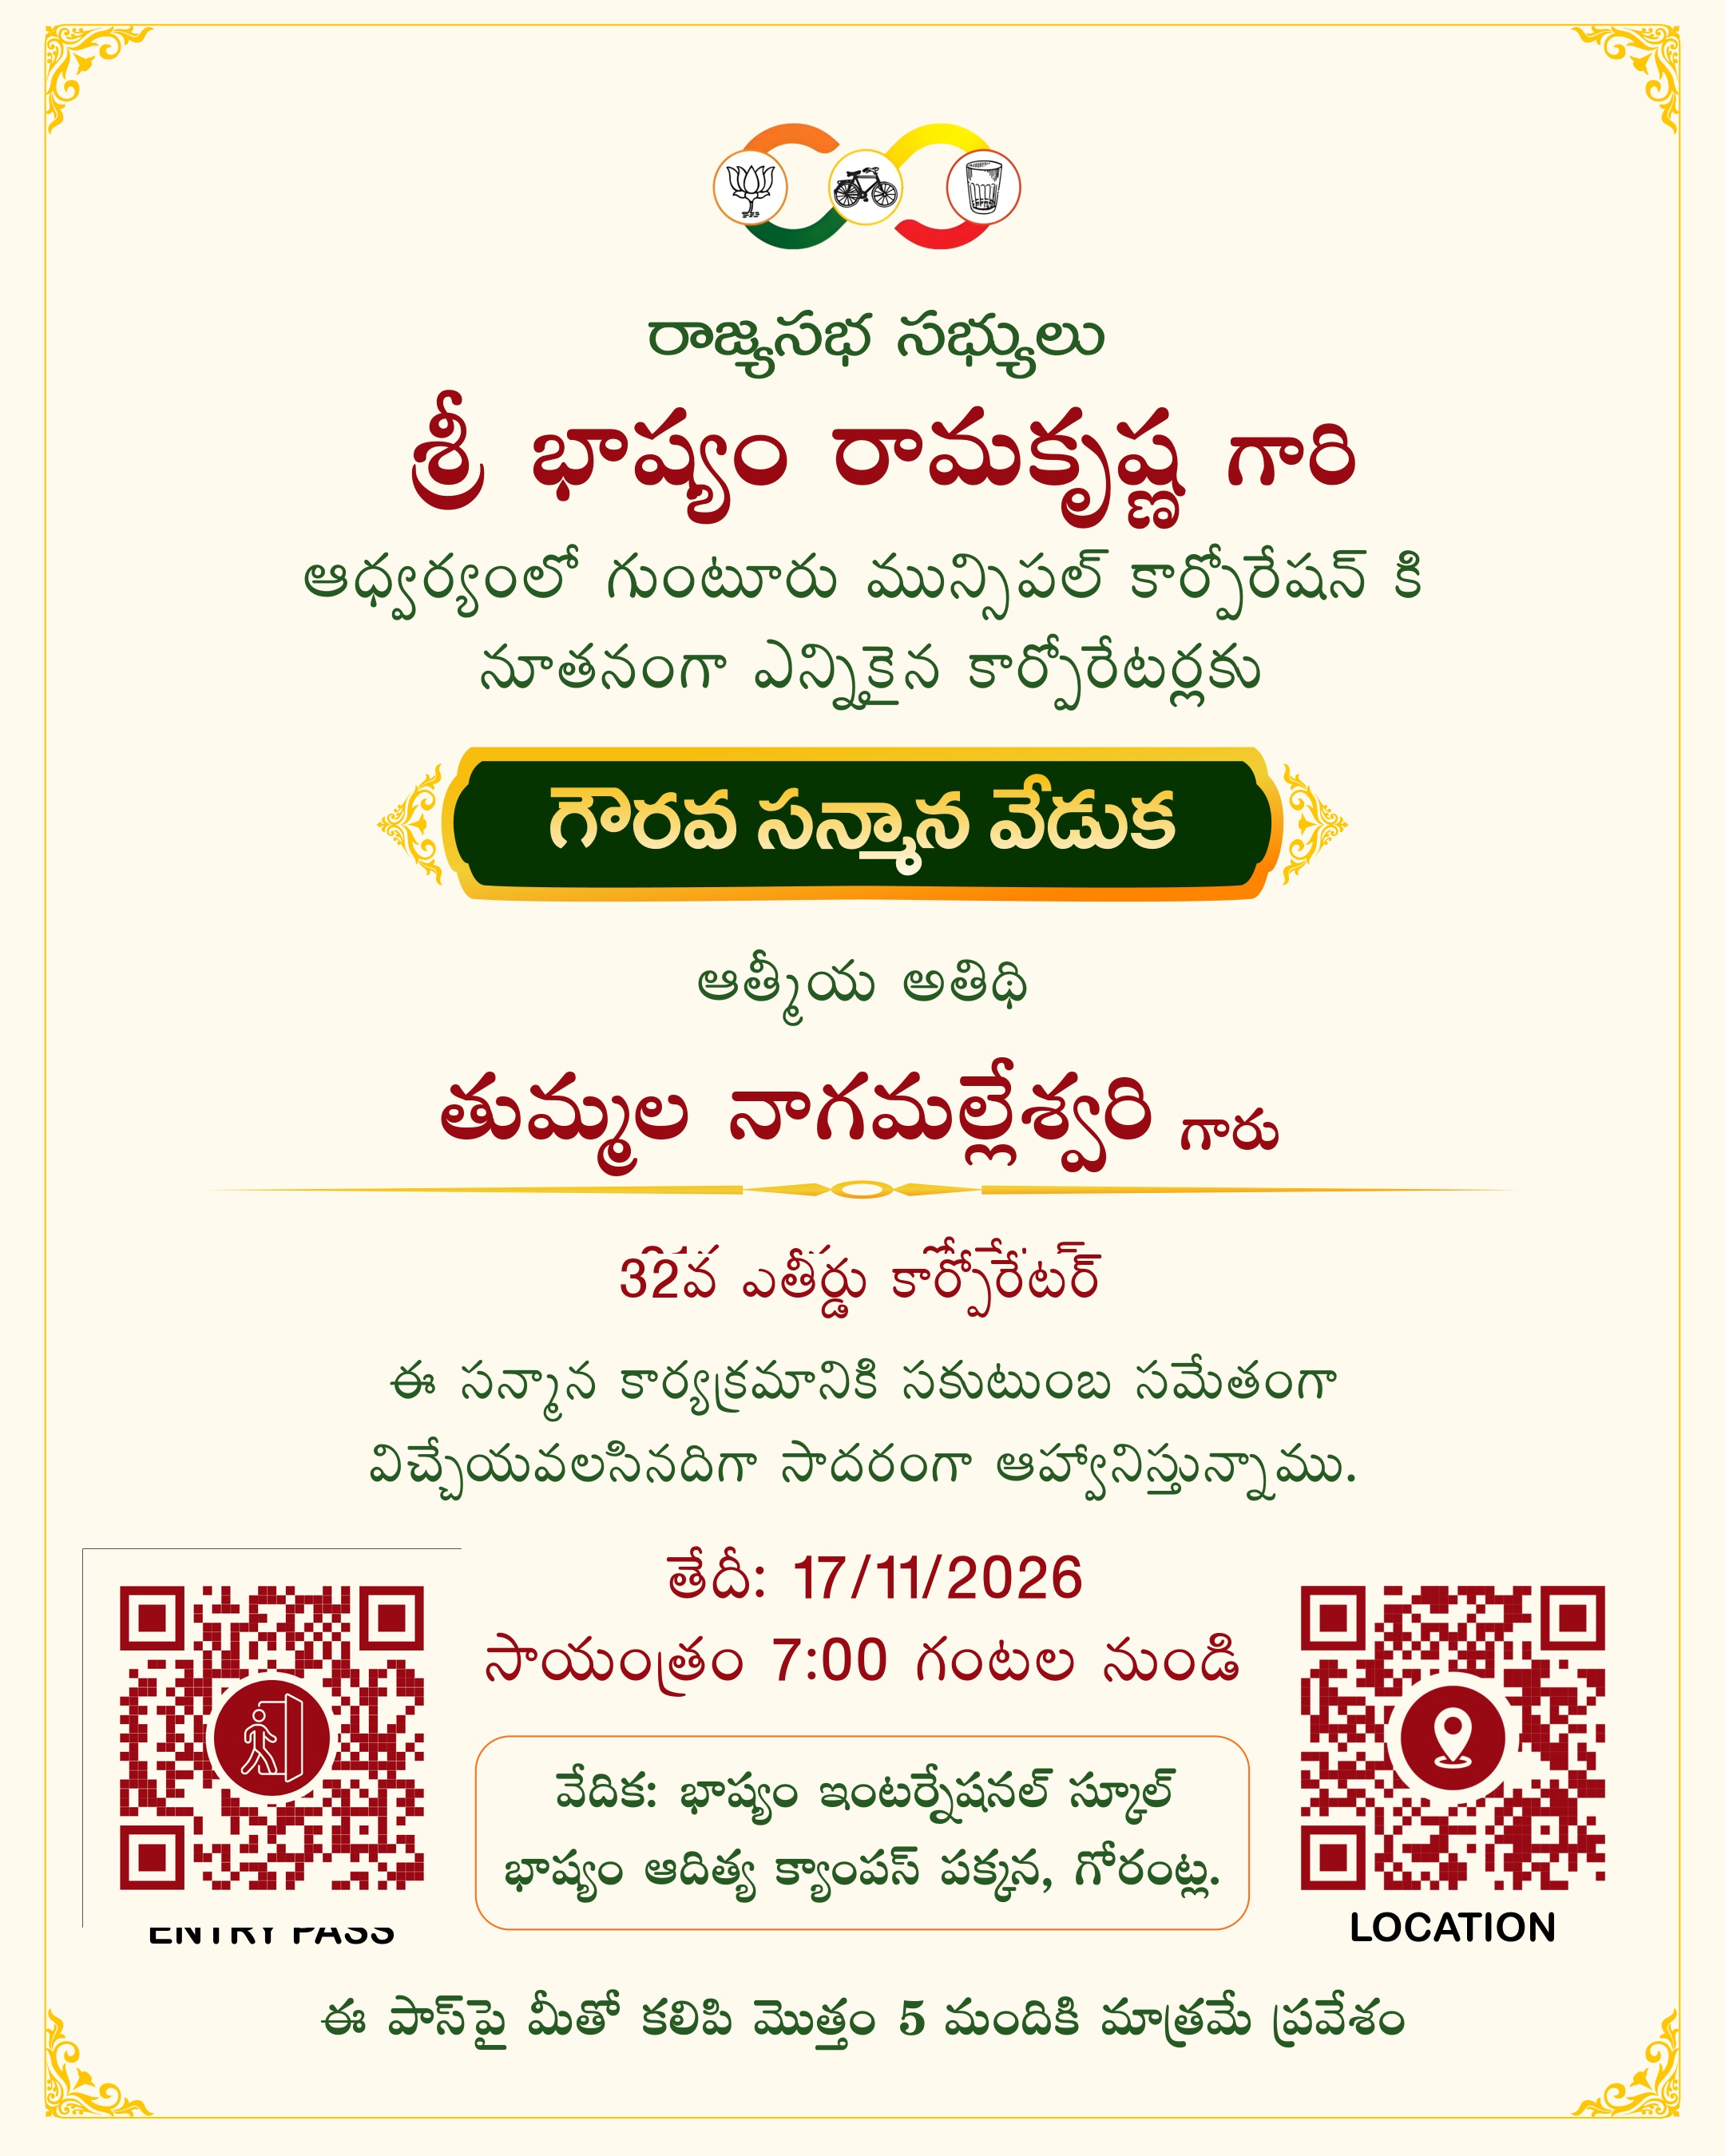 రాజ్యసభ సభ్యులు
శ్రీ భాష్యం రామకృష్ణ గారి
ఆధ్వర్యంలో గుంటూరు మున్సిపల్ కార్పోరేషన్ కి
నూతనంగా ఎన్నికైన కార్పోరేటర్లకు
గౌరవ సన్మాన వేడుక
ఆత్మీయ అతిథి
తుమ్మల నాగమల్లేశ్వరి గారు
32వ కార్పోరేటర్
ఈ సన్మాన కార్యక్రమానికి సకుటుంబ సమేతంగా
విచ్చేయవలసినదిగా సాదరంగా ఆహ్వానిస్తున్నాము.
తేదీ: 17/11/2026
సాయంత్రం 7:00 గంటల నుండి
వేదిక: భాష్యం ఇంటర్నేషనల్ స్కూల్
భాష్యం ఆదిత్య క్యాంపస్ పక్కన, గోరంట్ల.
ENTRY PASS
LOCATION
ఈ పాస్‌పై మీతో కలిపి మొత్తం 5 మందికి మాత్రమే ప్రవేశం